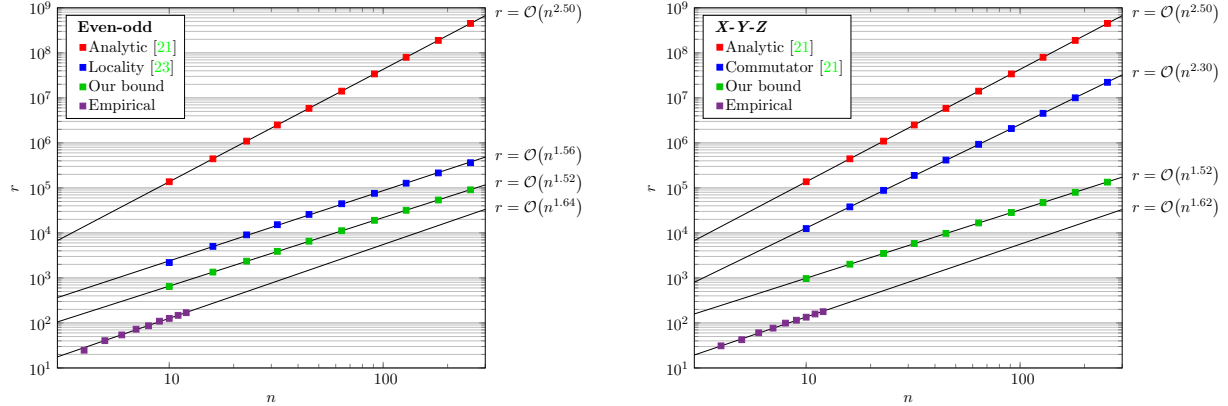 Even-odd
Analytic [21]
Locality [23]
Our bound
Empirical
r = O(n^2.50)
r = O(n^1.56)
r = O(n^1.52)
r = O(n^1.64)
10^9
10^8
10^7
10^6
10^5
10^4
10^3
10^2
10^1
r
10 100
n
X-Y-Z
Analytic [21]
Commutator [21]
Our bound
Empirical
r = O(n^2.50)
r = O(n^2.30)
r = O(n^1.52)
r = O(n^1.62)
10^9
10^8
10^7
10^6
10^5
10^4
10^3
10^2
10^1
r
10 100
n